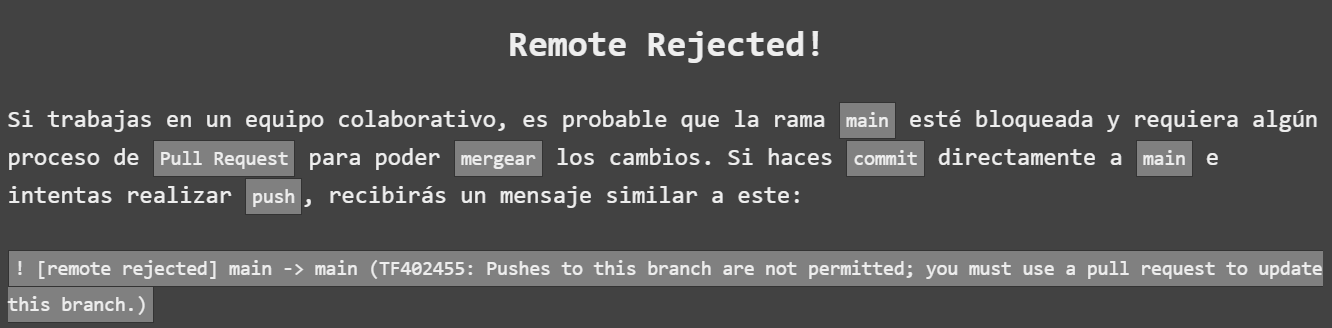 Remote Rejected!
Si trabajas en un equipo colaborativo, es probable que la rama main esté bloqueada y requiera algún
proceso de Pull Request para poder mergear los cambios. Si haces commit directamente a main e
intentas realizar push, recibirás un mensaje similar a este:
! [remote rejected] main -> main (TF402455: Pushes to this branch are not permitted; you must use a pull request to update
this branch.)